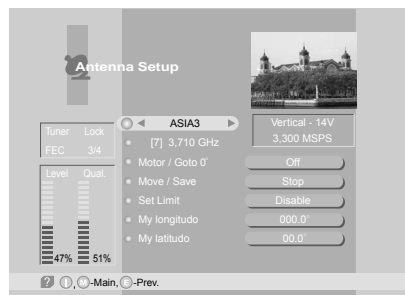 Antenna Setup
ASIA3
Vertical - 14V
3,300 MSPS
Tuner Lock
FEC 3/4
[7] 3,710 GHz
Motor / Goto 0° Off
Level Qual.
Move / Save Stop
Set Limit Disable
My longitudo 000.0°
My latitudo 00.0°
47% 51%
? i, M-Main, E-Prev.